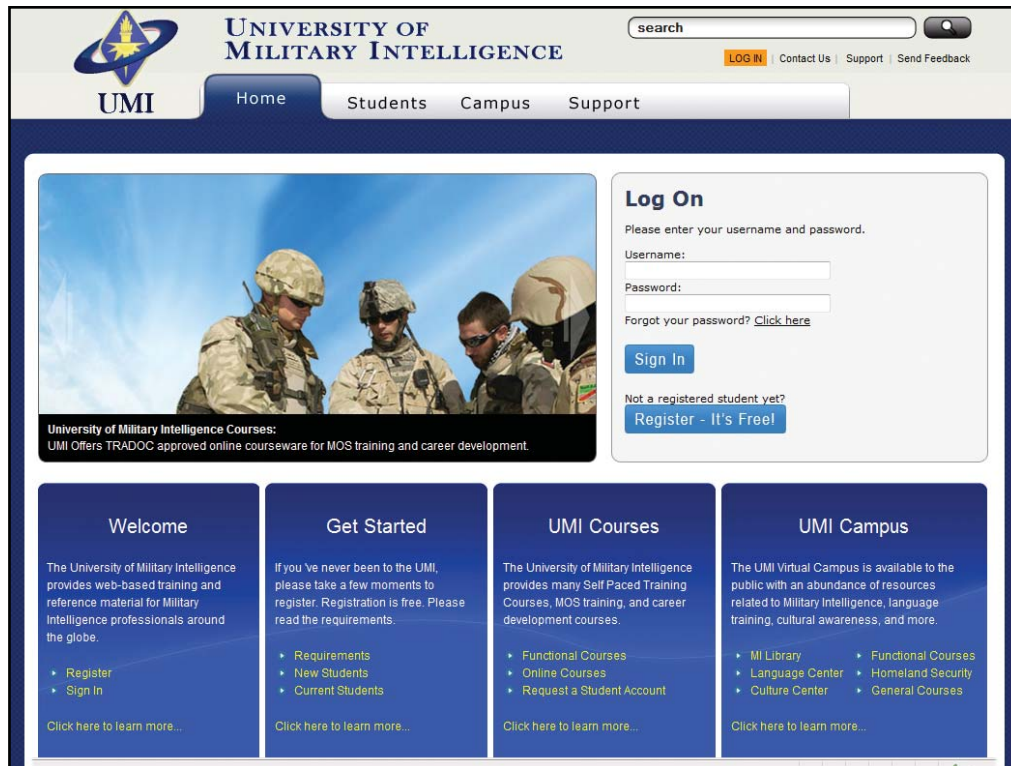 UNIVERSITY OF
MILITARY INTELLIGENCE
UMI
search
LOG IN | Contact Us | Support | Send Feedback
Home
Students
Campus
Support
University of Military Intelligence Courses:
UMI Offers TRADOC approved online courseware for MOS training and career development.
Log On
Please enter your username and password.
Username:
Password:
Forgot your password? Click here
Sign In
Not a registered student yet?
Register - It's Free!
Welcome
The University of Military Intelligence
provides web-based training and
reference material for Military
Intelligence professionals around
the globe.
Register
Sign In
Click here to learn more...
Get Started
If you 've never been to the UMI,
please take a few moments to
register. Registration is free. Please
read the requirements.
Requirements
New Students
Current Students
Click here to learn more...
UMI Courses
The University of Military Intelligence
provides many Self Paced Training
Courses, MOS training, and career
development courses.
Functional Courses
Online Courses
Request a Student Account
Click here to learn more...
UMI Campus
The UMI Virtual Campus is available to the
public with an abundance of resources
related to Military Intelligence, language
training, cultural awareness, and more.
MI Library
Language Center
Culture Center
Functional Courses
Homeland Security
General Courses
Click here to learn more...